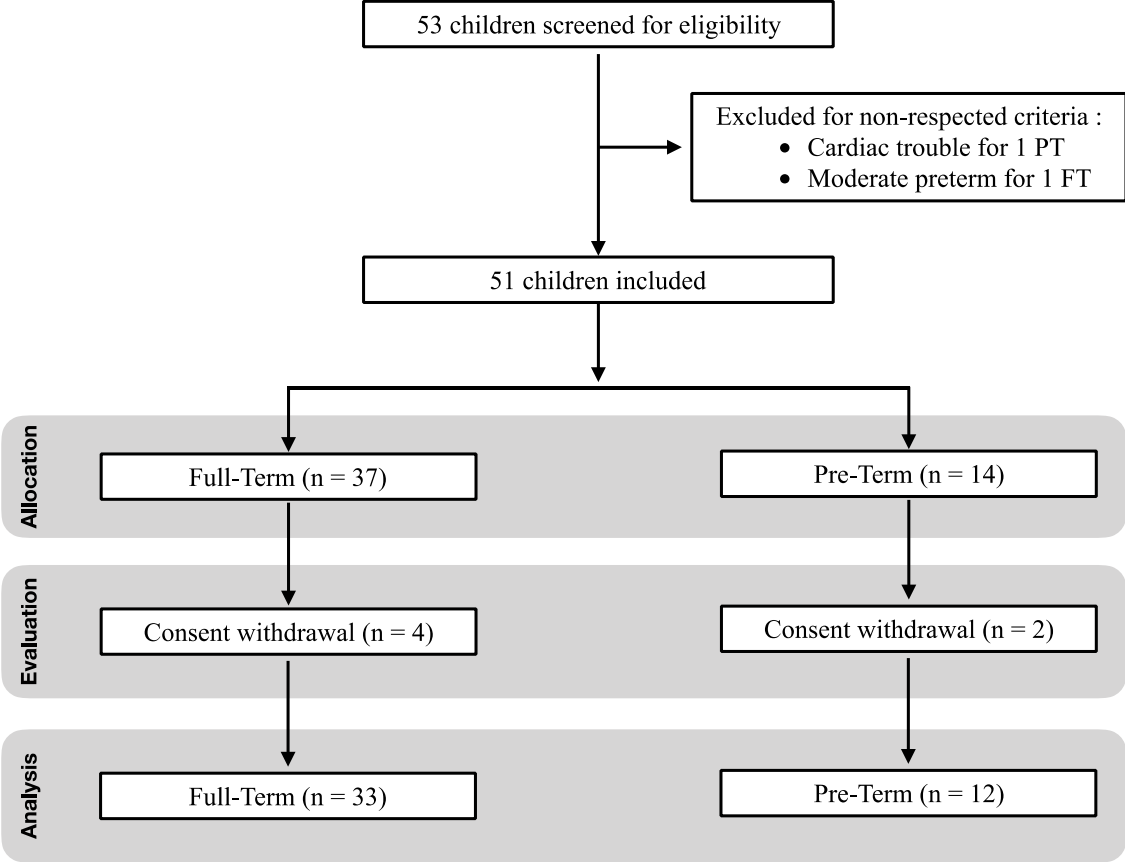 53 children screened for eligibility
Excluded for non-respected criteria :
• Cardiac trouble for 1 PT
• Moderate preterm for 1 FT
51 children included
Allocation
Full-Term (n = 37)
Pre-Term (n = 14)
Evaluation
Consent withdrawal (n = 4)
Consent withdrawal (n = 2)
Analysis
Full-Term (n = 33)
Pre-Term (n = 12)